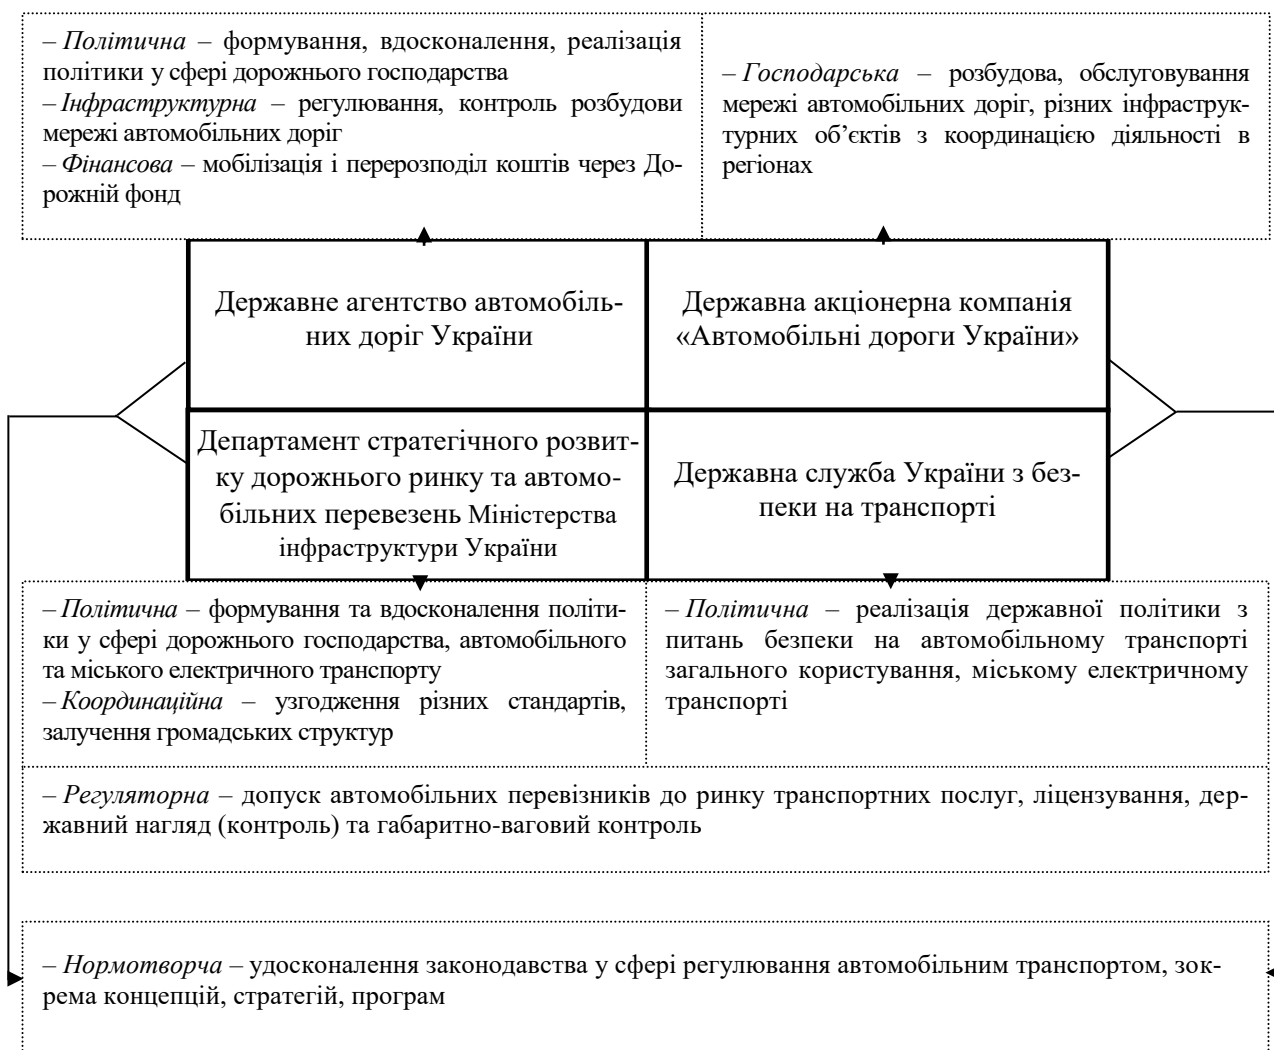 – Політична – формування, вдосконалення, реалізація
політики у сфері дорожнього господарства
– Інфраструктурна – регулювання, контроль розбудови
мережі автомобільних доріг
– Фінансова – мобілізація і перерозподіл коштів через До-
рожній фонд
– Господарська – розбудова, обслуговування
мережі автомобільних доріг, різних інфраструк-
турних об’єктів з координацією діяльності в
регіонах
Державне агентство автомобіль-
них доріг України
Державна акціонерна компанія
«Автомобільні дороги України»
Департамент стратегічного розвит-
ку дорожнього ринку та автомо-
більних перевезень Міністерства
інфраструктури України
Державна служба України з без-
пеки на транспорті
– Політична – формування та вдосконалення політи-
ки у сфері дорожнього господарства, автомобільного
та міського електричного транспорту
– Координаційна – узгодження різних стандартів,
залучення громадських структур
– Політична – реалізація державної політики з
питань безпеки на автомобільному транспорті
загального користування, міському електричному
транспорті
– Регуляторна – допуск автомобільних перевізників до ринку транспортних послуг, ліцензування, дер-
жавний нагляд (контроль) та габаритно-ваговий контроль
– Нормотворча – удосконалення законодавства у сфері регулювання автомобільним транспортом, зок-
рема концепцій, стратегій, програм